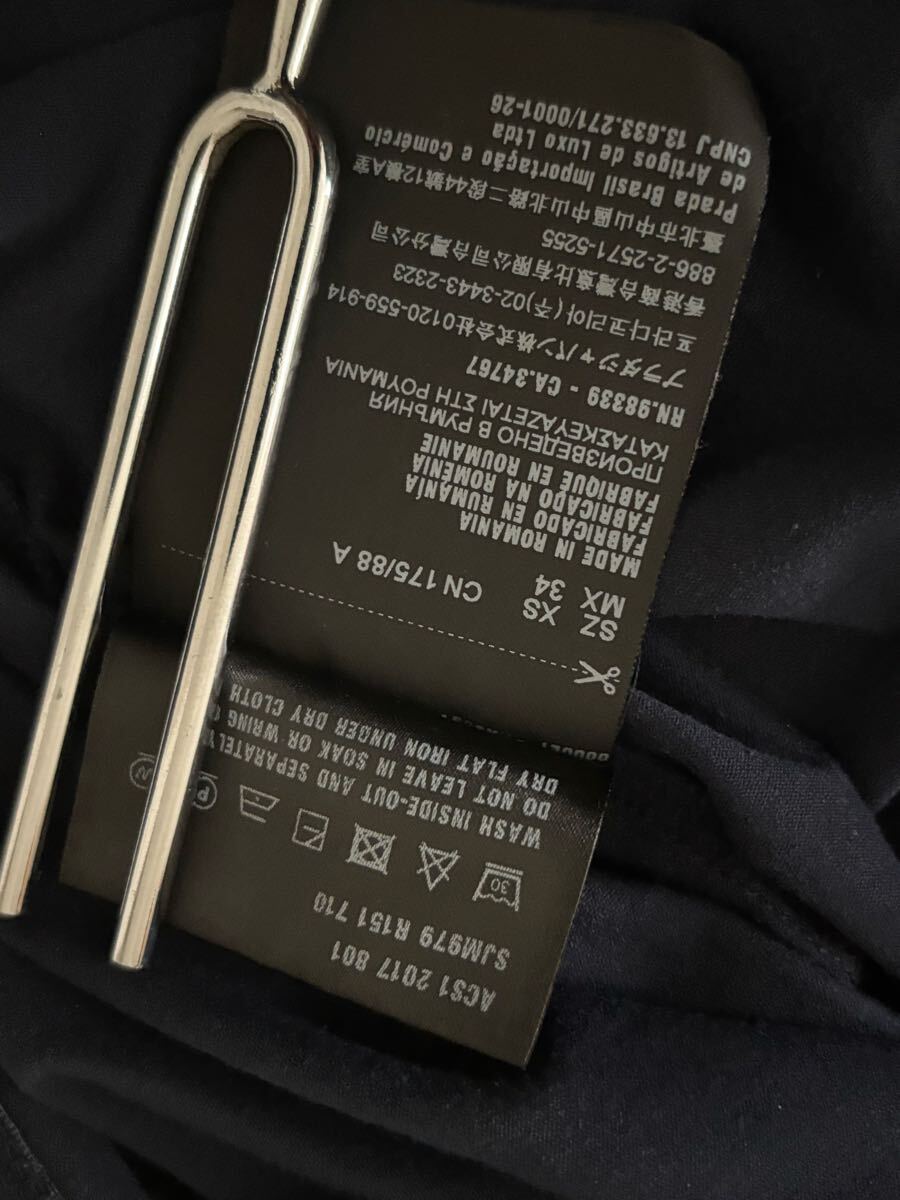 ACS1 2017 801
SJM979 R151 710
30
P
W
WASH INSIDE-OUT AND SEPARATELY
DO NOT LEAVE IN SOAK OR WRING
DRY FLAT IRON UNDER DRY CLOTH
SZ XS CN 175/88 A
MX 34
MADE IN ROMANIA
FABRICADO EN RUMANÍA
FABRICADO NA ROMÉNIA
FABRIQUE EN ROUMANIE
ПРОИЗВЕДЕНО В РУМЪНИЯ
ΚΑΤΑΣΚΕΥΑΖΕΤΑΙ ΣΤΗ ΡΟΥΜΑΝΙΑ
RN.98339 - CA.34767
プラダジャパン株式会社0120-559-914
프라다코리아(주)02-3443-2323
香港商台灣直比有限公司台灣分公司
886-2-2571-5255
臺北市中山區中山北路二段44號12樓A室
Prada Brasil Importação e Comércio
de Artigos de Luxo Ltda
CNPJ 13.633.271/0001-26